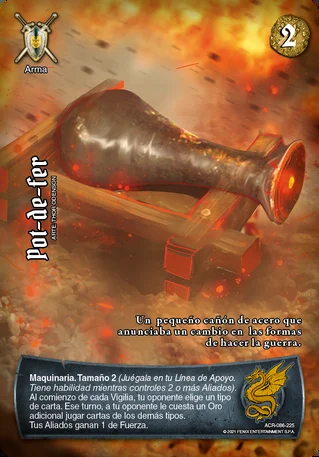 Arma
2
Pot-de-fer
ARTE: THOR ODENSON
Un pequeño cañón de acero que
anunciaba un cambio en las formas
de hacer la guerra.
Maquinaria. Tamaño 2 (Juégala en tu Línea de Apoyo.
Tiene habilidad mientras controles 2 o más Aliados).
Al comienzo de cada Vigilia, tu oponente elige un tipo
de carta. Ese turno, a tu oponente le cuesta un Oro
adicional jugar cartas de los demás tipos.
Tus Aliados ganan 1 de Fuerza.
ACR-086-225
©2021 FENIX ENTERTAINMENT S.P.A.